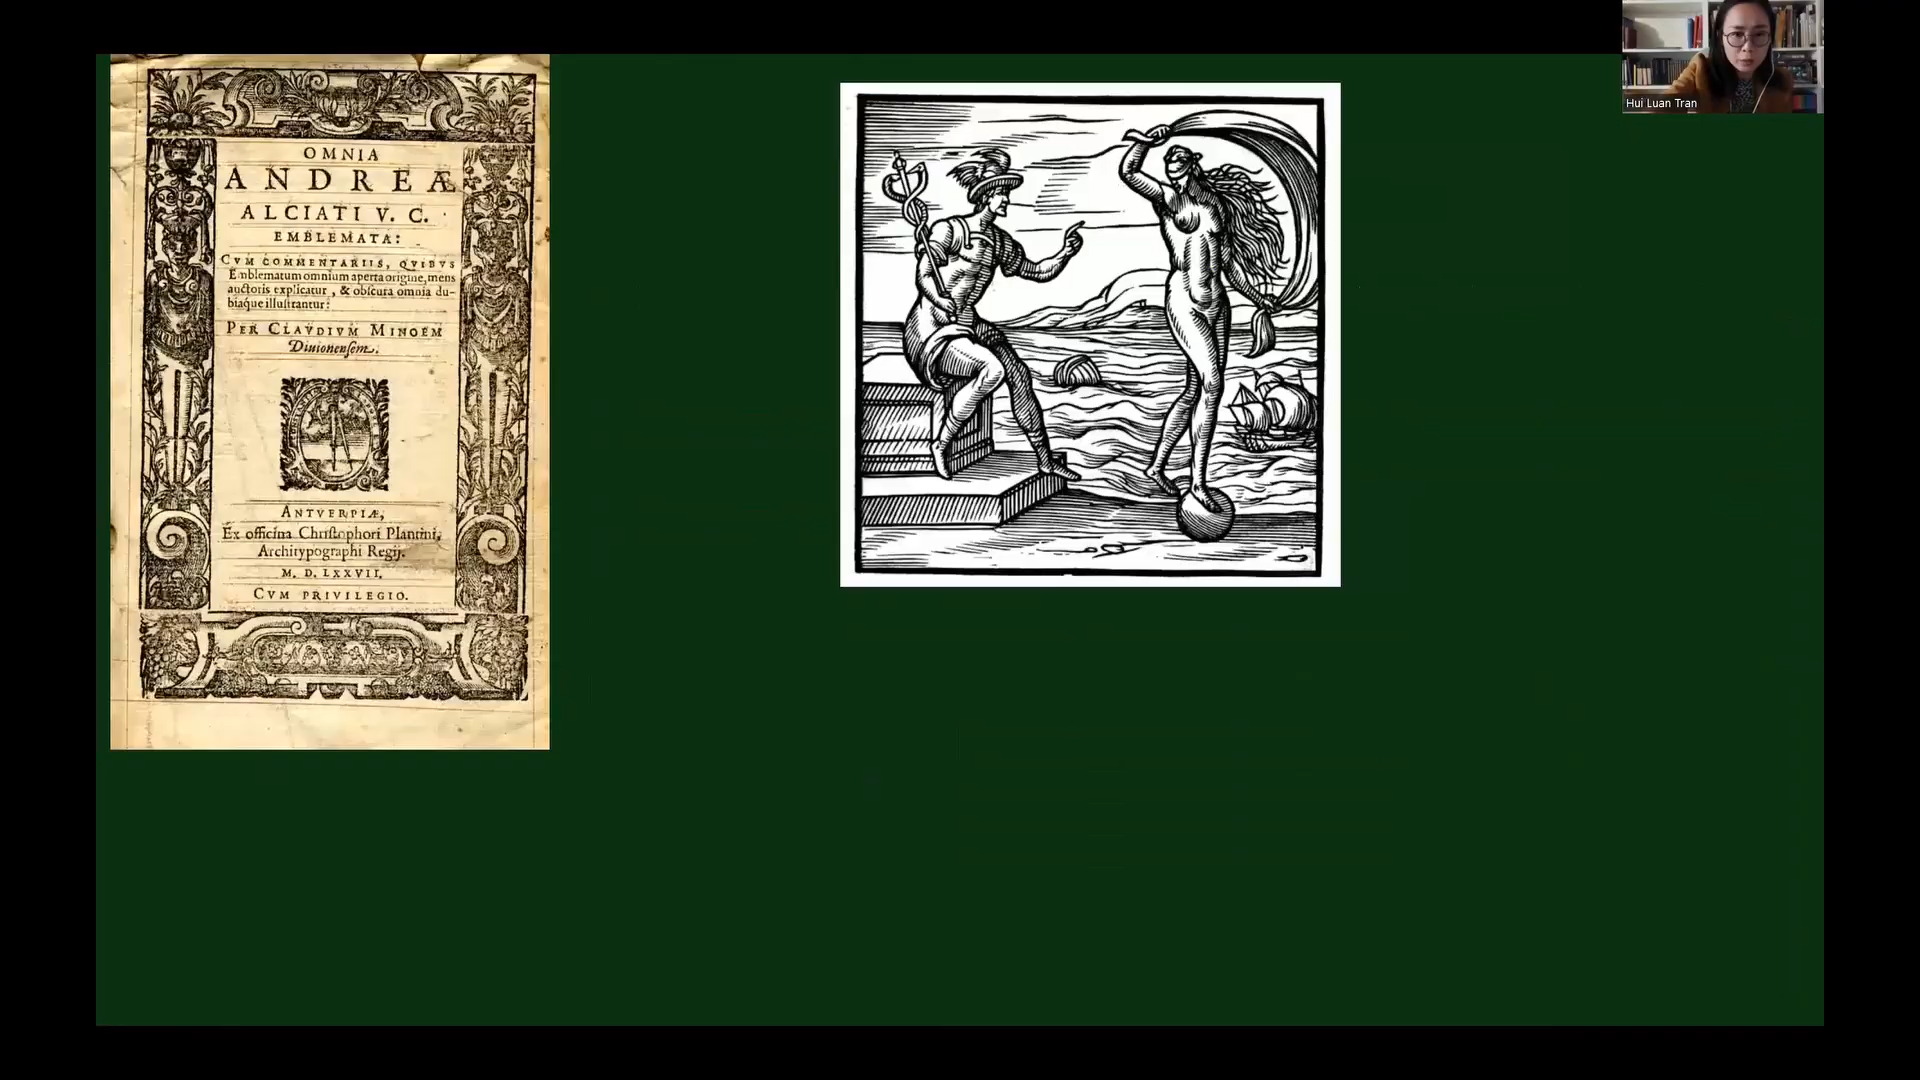 OMNIA
ANDREÆ
ALCIATI V. C.
EMBLEMATA:
CVM COMMENTARIIS, QVIBVS
Emblematum omnium aperta origine, mens
auctoris explicatur, & obscura omnia du-
biaque illustrantur:
PER CLAVDIVM MINOEM
Diuionensem.
ANTVERPIÆ,
Ex officina Christophori Plantini,
Architypographi Regij.
M. D. LXXVII.
CVM PRIVILEGIO.
Hui Luan Tran